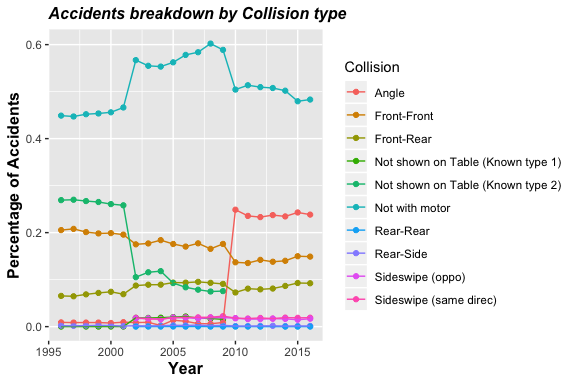 Accidents breakdown by Collision type
Percentage of Accidents
0.6
0.4
0.2
0.0
1995
2000
2005
2010
2015
Year
Collision
Angle
Front-Front
Front-Rear
Not shown on Table (Known type 1)
Not shown on Table (Known type 2)
Not with motor
Rear-Rear
Rear-Side
Sideswipe (oppo)
Sideswipe (same direc)